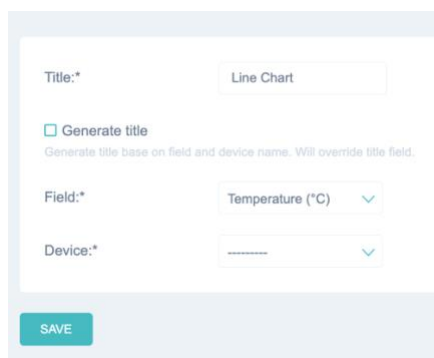 Title:* Line Chart
Generate title
Generate title base on field and device name. Will override title field.
Field:* Temperature (°C)
Device:* ---------
SAVE